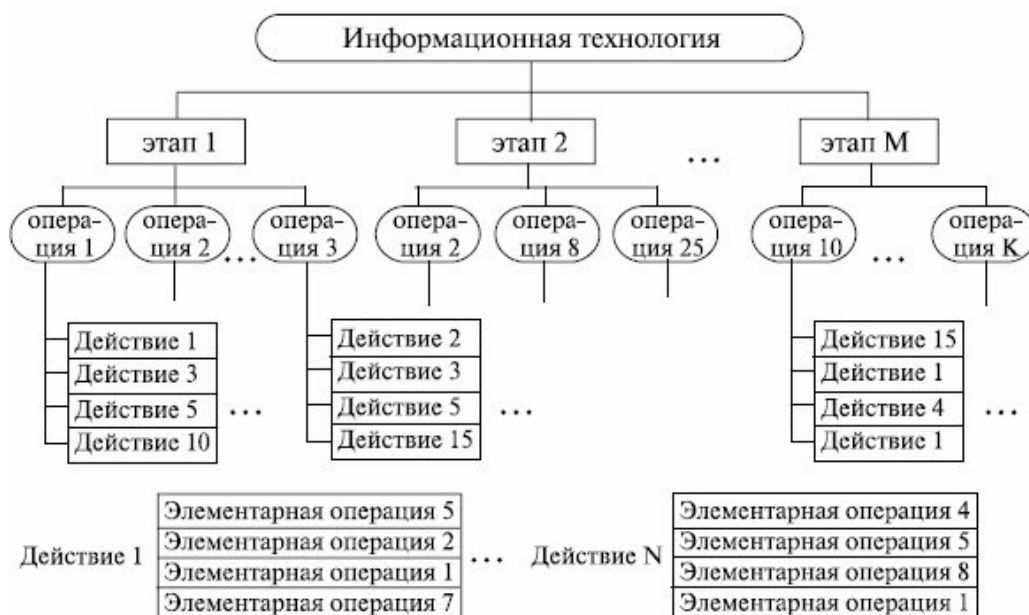 Информационная технология
этап 1
этап 2
...
этап М
опера-
ция 1
опера-
ция 2
...
опера-
ция 3
опера-
ция 2
опера-
ция 8
опера-
ция 25
опера-
ция 10
...
опера-
ция К
Действие 1
Действие 3
Действие 5
Действие 10
...
Действие 2
Действие 3
Действие 5
Действие 15
...
Действие 15
Действие 1
Действие 4
Действие 1
...
Действие 1
Элементарная операция 5
Элементарная операция 2
Элементарная операция 1
Элементарная операция 7
...
Действие N
Элементарная операция 4
Элементарная операция 5
Элементарная операция 8
Элементарная операция 1